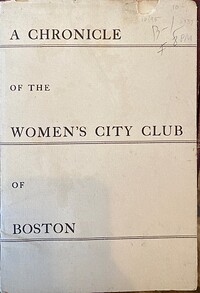 A CHRONICLE
OF THE
WOMEN'S CITY CLUB
OF
BOSTON